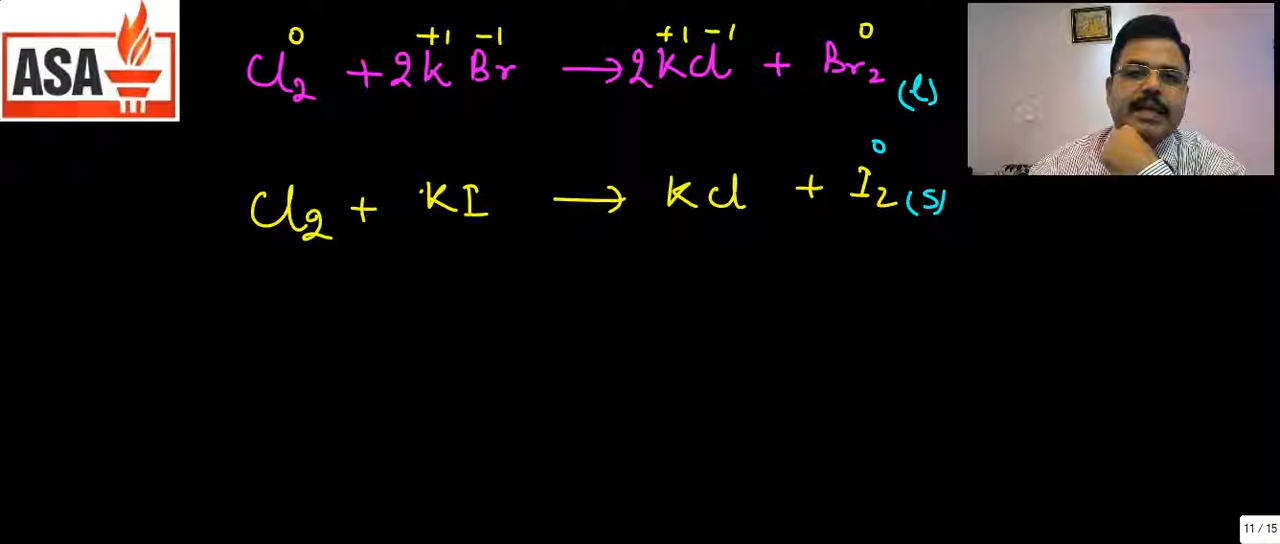 ASA
0 +1 -1 +1 -1 0
Cl2 + 2KBr → 2KCl + Br2 (l)
0
Cl2 + KI → KCl + I2 (s)
11 / 15